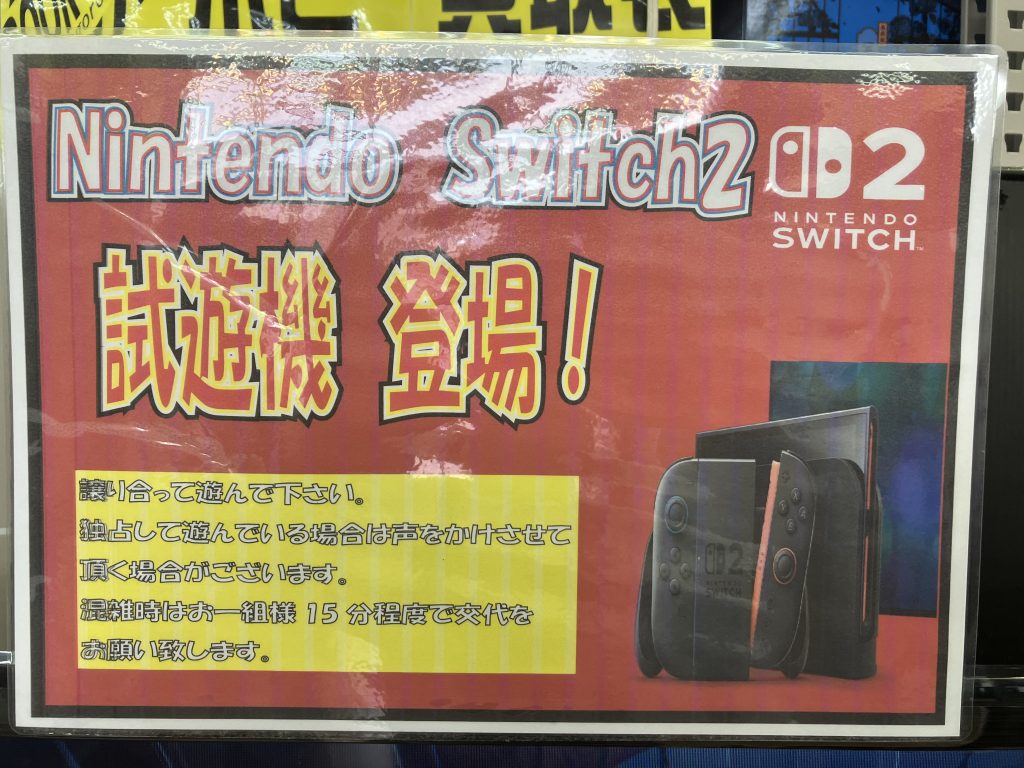 Nintendo Switch2
2
NINTENDO
SWITCH
試遊機 登場!
譲り合って遊んで下さい。
独占して遊んでいる場合は声をかけさせて
頂く場合がございます。
混雑時はお一組様 15 分程度で交代を
お願い致します。
2
NINTENDO
SWITCH